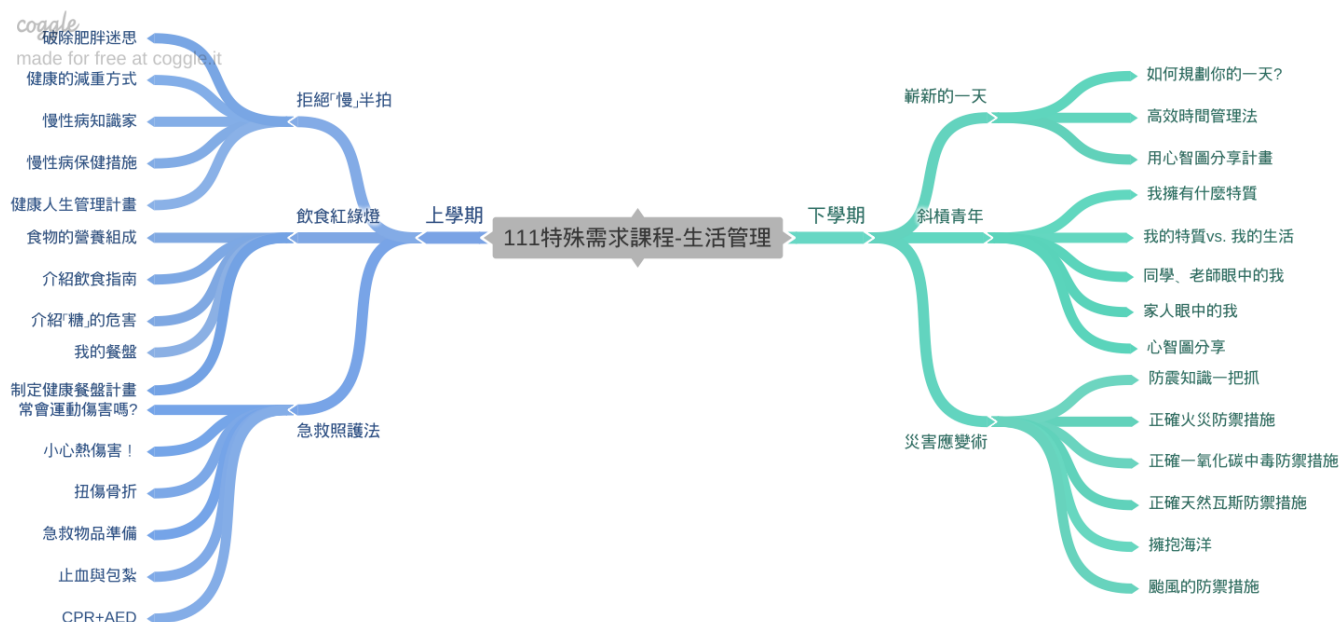 coggle
made for free at coggle.it
111特殊需求課程-生活管理
上學期
拒絕「慢」半拍
破除肥胖迷思
健康的減重方式
慢性病知識家
慢性病保健措施
健康人生管理計畫
飲食紅綠燈
食物的營養組成
介紹飲食指南
介紹「糖」的危害
我的餐盤
制定健康餐盤計畫
急救照護法
常會運動傷害嗎?
小心熱傷害！
扭傷骨折
急救物品準備
止血與包紮
CPR+AED
下學期
嶄新的一天
如何規劃你的一天?
高效時間管理法
用心智圖分享計畫
斜槓青年
我擁有什麼特質
我的特質vs. 我的生活
同學、老師眼中的我
家人眼中的我
心智圖分享
災害應變術
防震知識一把抓
正確火災防禦措施
正確一氧化碳中毒防禦措施
正確天然瓦斯防禦措施
擁抱海洋
颱風的防禦措施